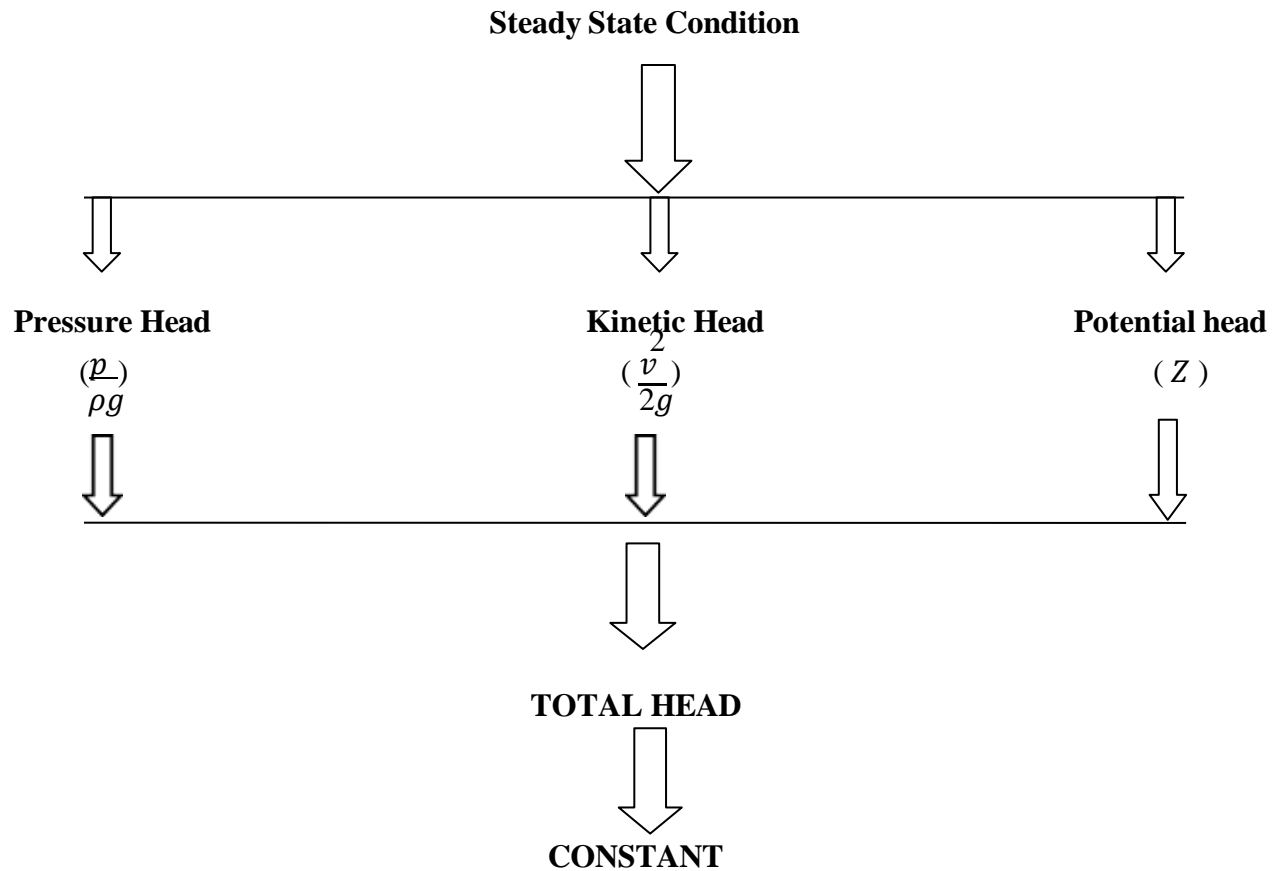 Steady State Condition
Pressure Head Kinetic Head Potential head
(p/ρg) (v²/2g) ( Z )
TOTAL HEAD
CONSTANT